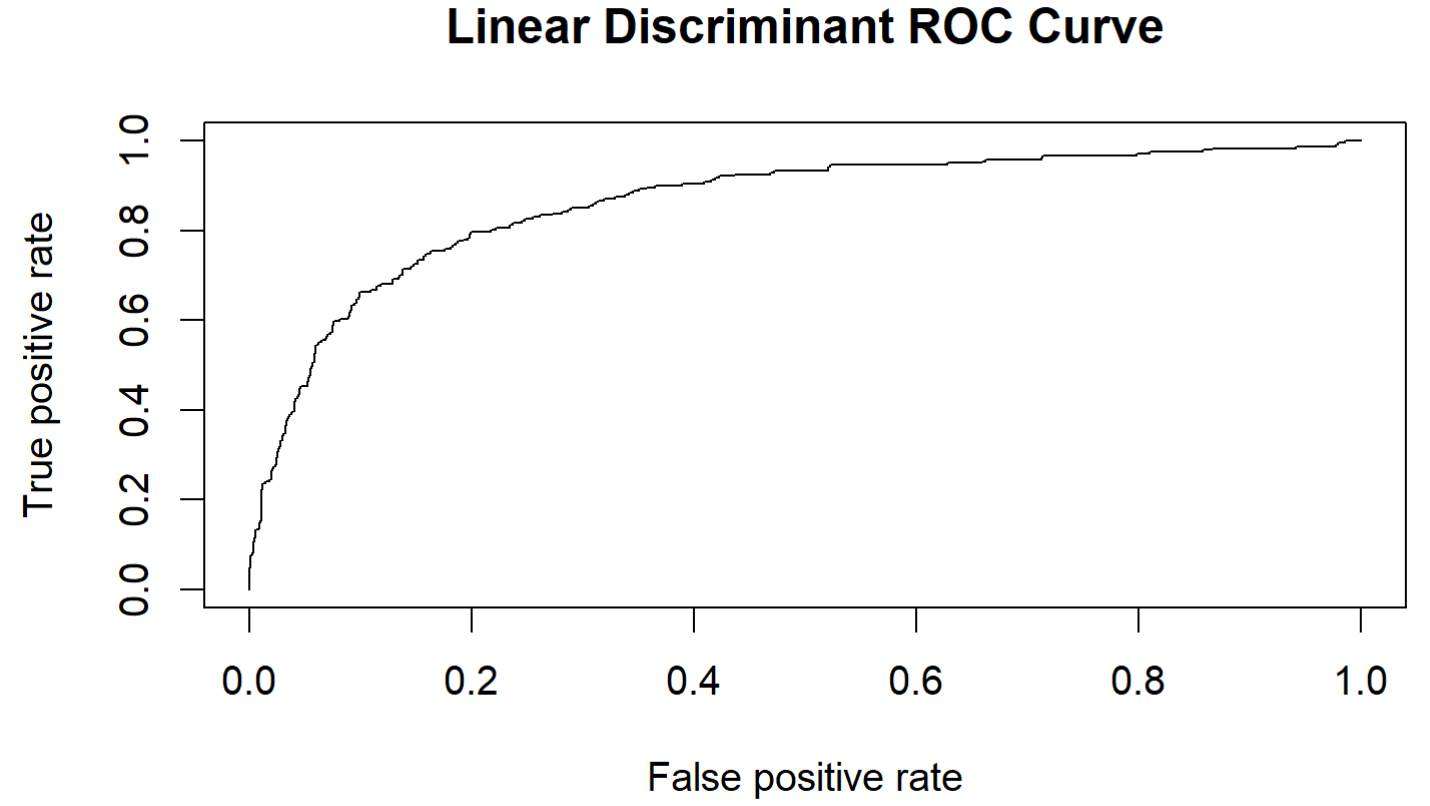 Linear Discriminant ROC Curve
True positive rate
1.0
0.8
0.6
0.4
0.2
0.0
0.0 0.2 0.4 0.6 0.8 1.0
False positive rate